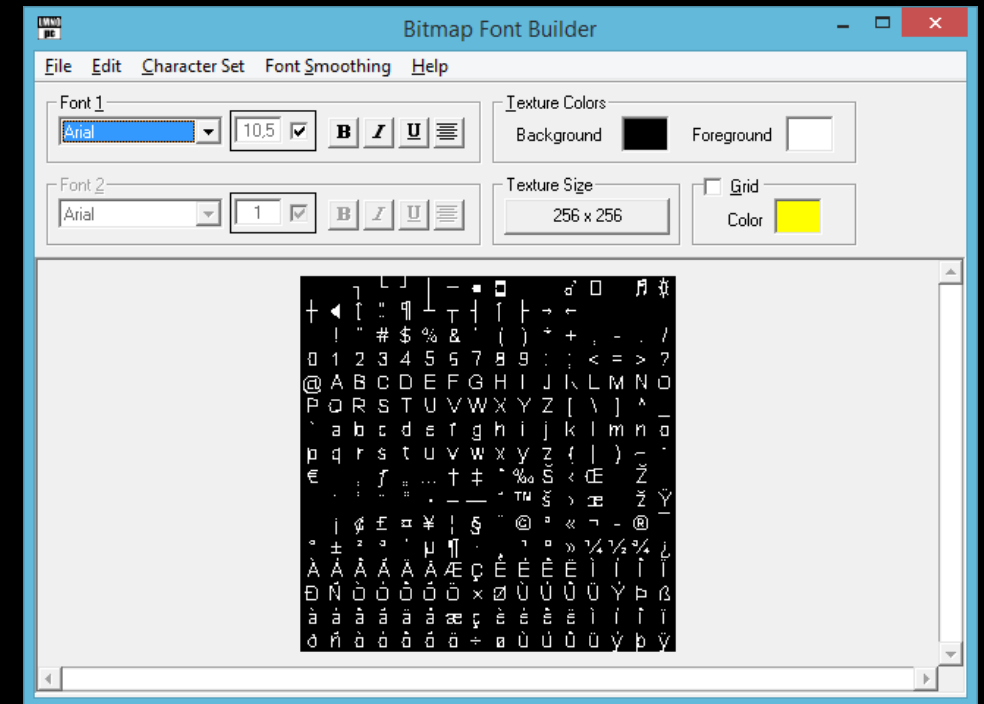 LMNO
pc
Bitmap Font Builder
File Edit Character Set Font Smoothing Help
Font 1
Arial 10,5 B I U
Texture Colors
Background Foreground
Font 2
Arial 1 B I U
Texture Size
256 x 256
Grid
Color
! " # $ % & ' ( ) * + , - . /
0 1 2 3 4 5 6 7 8 9 : ; < = > ?
@ A B C D E F G H I J K L M N O
P Q R S T U V W X Y Z [ \ ] ^ _
` a b c d e f g h i j k l m n o
p q r s t u v w x y z { | } ~
€ ‚ ƒ „ … † ‡ ˆ ‰ Š ‹ Œ Ž
‘ ’ “ ” • – — ˜ ™ š › œ ž Ÿ
¡ ¢ £ ¤ ¥ ¦ § ¨ © ª « ¬ - ® ¯
° ± ² ³ ´ µ ¶ · ¸ ¹ º » ¼ ½ ¾ ¿
À Á Â Ã Ä Å Æ Ç È É Ê Ë Ì Í Î Ï
Ð Ñ Ò Ó Ô Õ Ö × Ø Ù Ú Û Ü Ý Þ ß
à á â ã ä å æ ç è é ê ë ì í î ï
ð ñ ò ó ô õ ö ÷ ø ù ú û ü ý þ ÿ